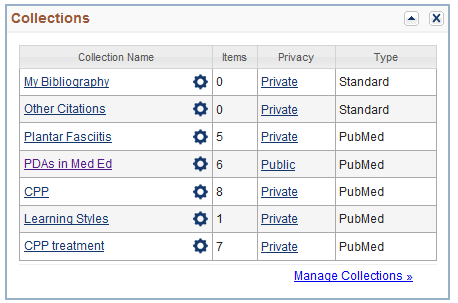 Collections
Collection Name Items Privacy Type
My Bibliography 0 Private Standard
Other Citations 0 Private Standard
Plantar Fasciitis 5 Private PubMed
PDAs in Med Ed 6 Public PubMed
CPP 8 Private PubMed
Learning Styles 1 Private PubMed
CPP treatment 7 Private PubMed
Manage Collections »